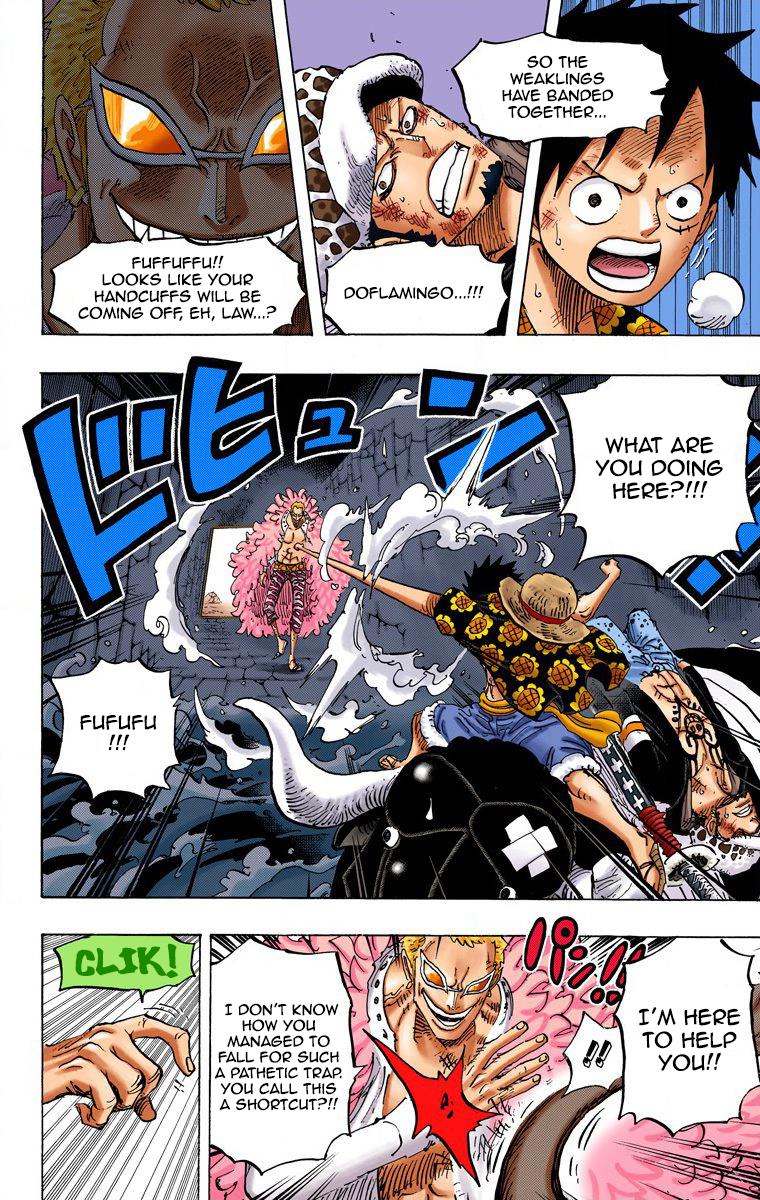 SO THE
WEAKLINGS
HAVE BANDED
TOGETHER...
DOFLAMINGO...!!!
FUFFUFFU!!
LOOKS LIKE YOUR
HANDCUFFS WILL BE
COMING OFF, EH, LAW...?
WHAT ARE
YOU DOING
HERE?!!!
ドヒュンッ
FUFUFU
!!!
I'M HERE
TO HELP
YOU!!
!!
パン!!
I DON'T KNOW
HOW YOU
MANAGED TO
FALL FOR SUCH
A PATHETIC TRAP.
YOU CALL THIS
A SHORTCUT?!!
CLIK!